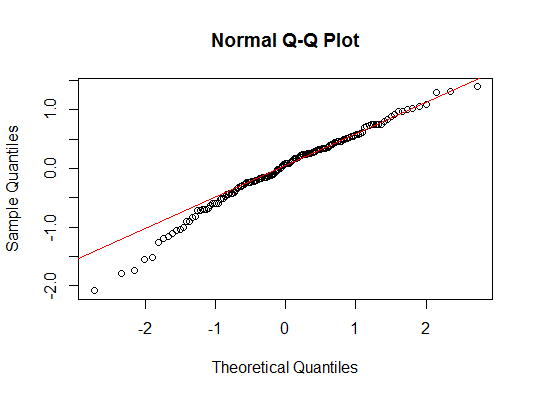 Normal Q-Q Plot
Sample Quantiles
1.0
0.0
-1.0
-2.0
-2 -1 0 1 2
Theoretical Quantiles